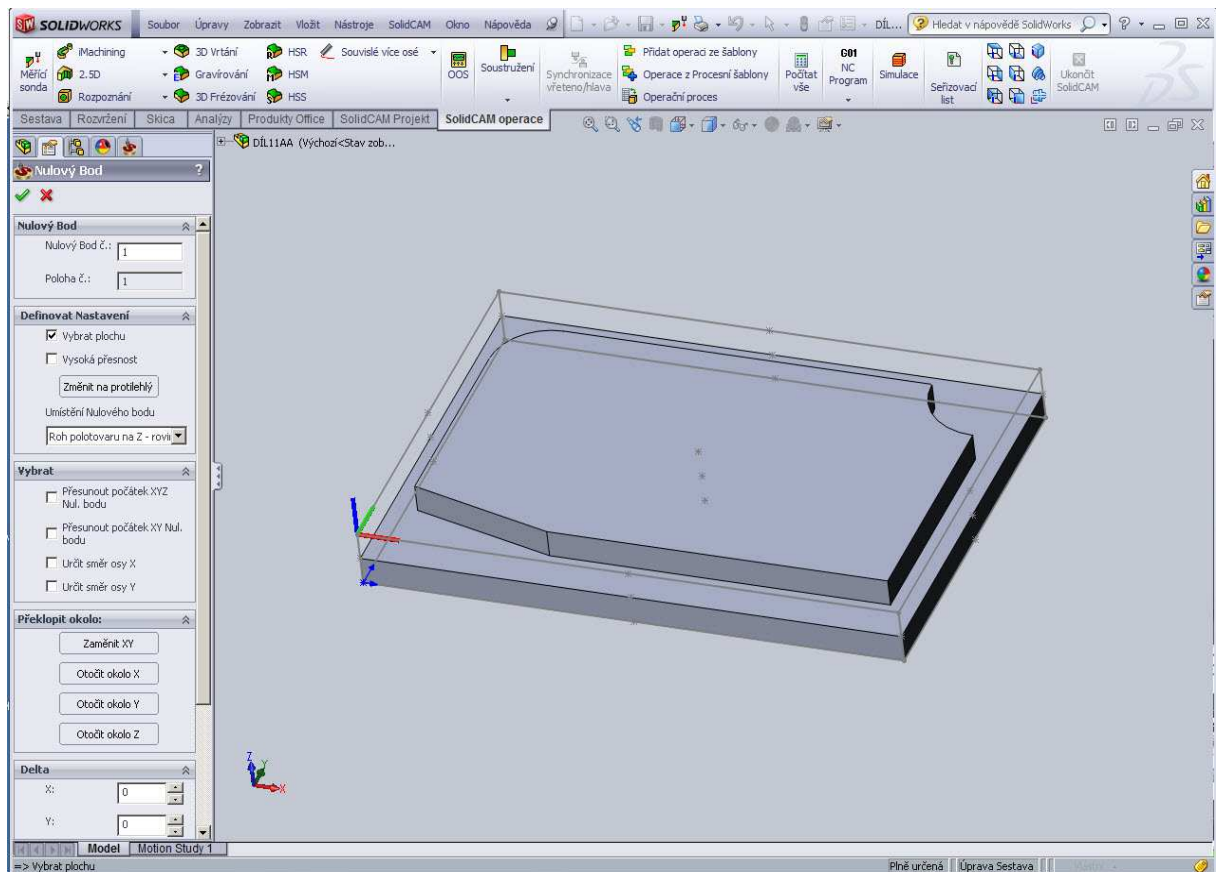 SOLIDWORKS Soubor Úpravy Zobrazit Vložit Nástroje SolidCAM Okno Nápověda DÍL... Hledat v nápovědě SolidWorks
Měřící sonda
iMachining
2.5D
Rozpoznání
3D Vrtání
Gravírování
3D Frézování
HSR
HSM
HSS
Souvislé více osé
OOS
Soustružení
Synchronizace vřeteno/hlava
Přidat operaci ze šablony
Operace z Procesní šablony
Operační proces
Počítat vše
G01
NC Program
Simulace
Seřizovací list
Ukončit SolidCAM
Sestava Rozvržení Skica Analýzy Produkty Office SolidCAM Projekt SolidCAM operace
DÍL11AA (Výchozí<Stav zob...
Nulový Bod ?
Nulový Bod
Nulový Bod č.: 1
Poloha č.: 1
Definovat Nastavení
Vybrat plochu
Vysoká přesnost
Změnit na protilehlý
Umístění Nulového bodu
Roh polotovaru na Z - rovi
Vybrat
Přesunout počátek XYZ
Nul. bodu
Přesunout počátek XY Nul.
bodu
Určit směr osy X
Určit směr osy Y
Překlopit okolo:
Zaměnit XY
Otočit okolo X
Otočit okolo Y
Otočit okolo Z
Delta
X: 0
Y: 0
Z
Y
X
Model Motion Study 1
=> Vybrat plochu Plně určená Úprava Sestava